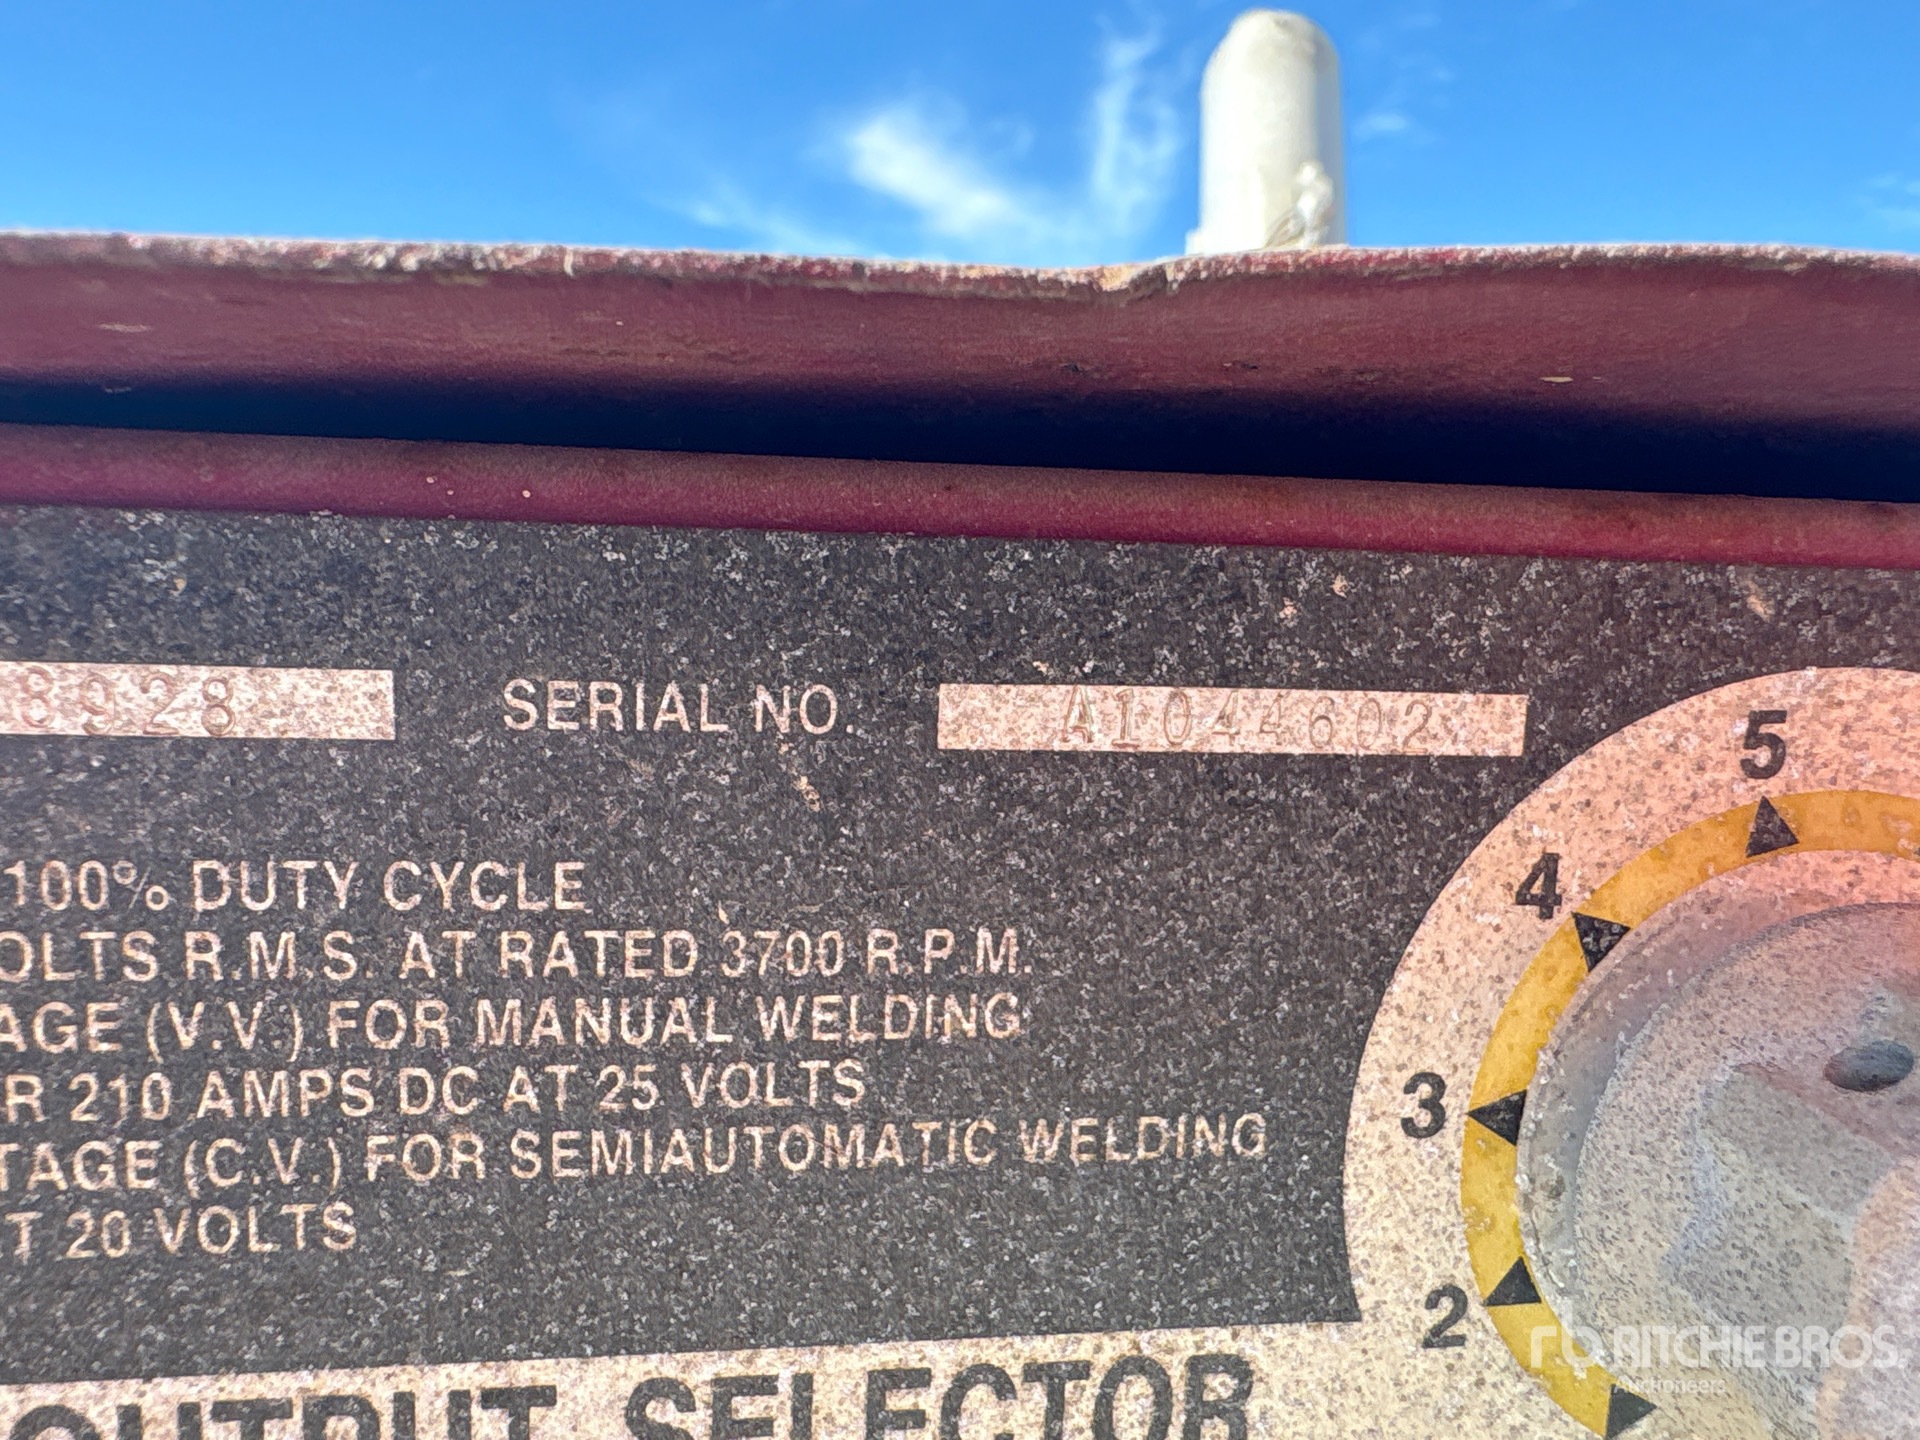 8928 SERIAL NO. A1044602
100% DUTY CYCLE
OLTS R.M.S. AT RATED 3700 R.P.M.
AGE (V.V.) FOR MANUAL WELDING
R 210 AMPS DC AT 25 VOLTS
TAGE (C.V.) FOR SEMIAUTOMATIC WELDING
T 20 VOLTS
OUTPUT SELECTOR
5
4
3
2
rb RITCHIE BROS.
Auctioneers